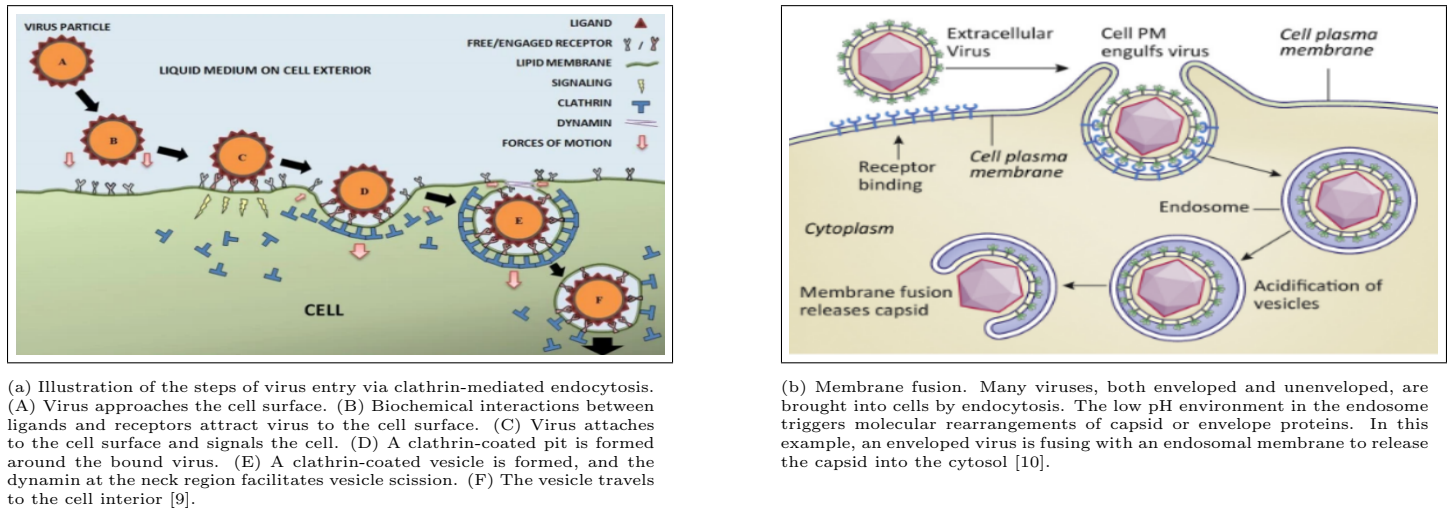 VIRUS PARTICLE
A
LIQUID MEDIUM ON CELL EXTERIOR
LIGAND
FREE/ENGAGED RECEPTOR
/
LIPID MEMBRANE
SIGNALING
CLATHRIN
DYNAMIN
FORCES OF MOTION
B
C
D
E
F
CELL
(a) Illustration of the steps of virus entry via clathrin-mediated endocytosis.
(A) Virus approaches the cell surface. (B) Biochemical interactions between
ligands and receptors attract virus to the cell surface. (C) Virus attaches
to the cell surface and signals the cell. (D) A clathrin-coated pit is formed
around the bound virus. (E) A clathrin-coated vesicle is formed, and the
dynamin at the neck region facilitates vesicle scission. (F) The vesicle travels
to the cell interior [9].
Extracellular
Virus
Cell PM
engulfs virus
Cell plasma
membrane
Receptor
binding
Cell plasma
membrane
Endosome
Cytoplasm
Membrane fusion
releases capsid
Acidification of
vesicles
(b) Membrane fusion. Many viruses, both enveloped and unenveloped, are
brought into cells by endocytosis. The low pH environment in the endosome
triggers molecular rearrangements of capsid or envelope proteins. In this
example, an enveloped virus is fusing with an endosomal membrane to release
the capsid into the cytosol [10].